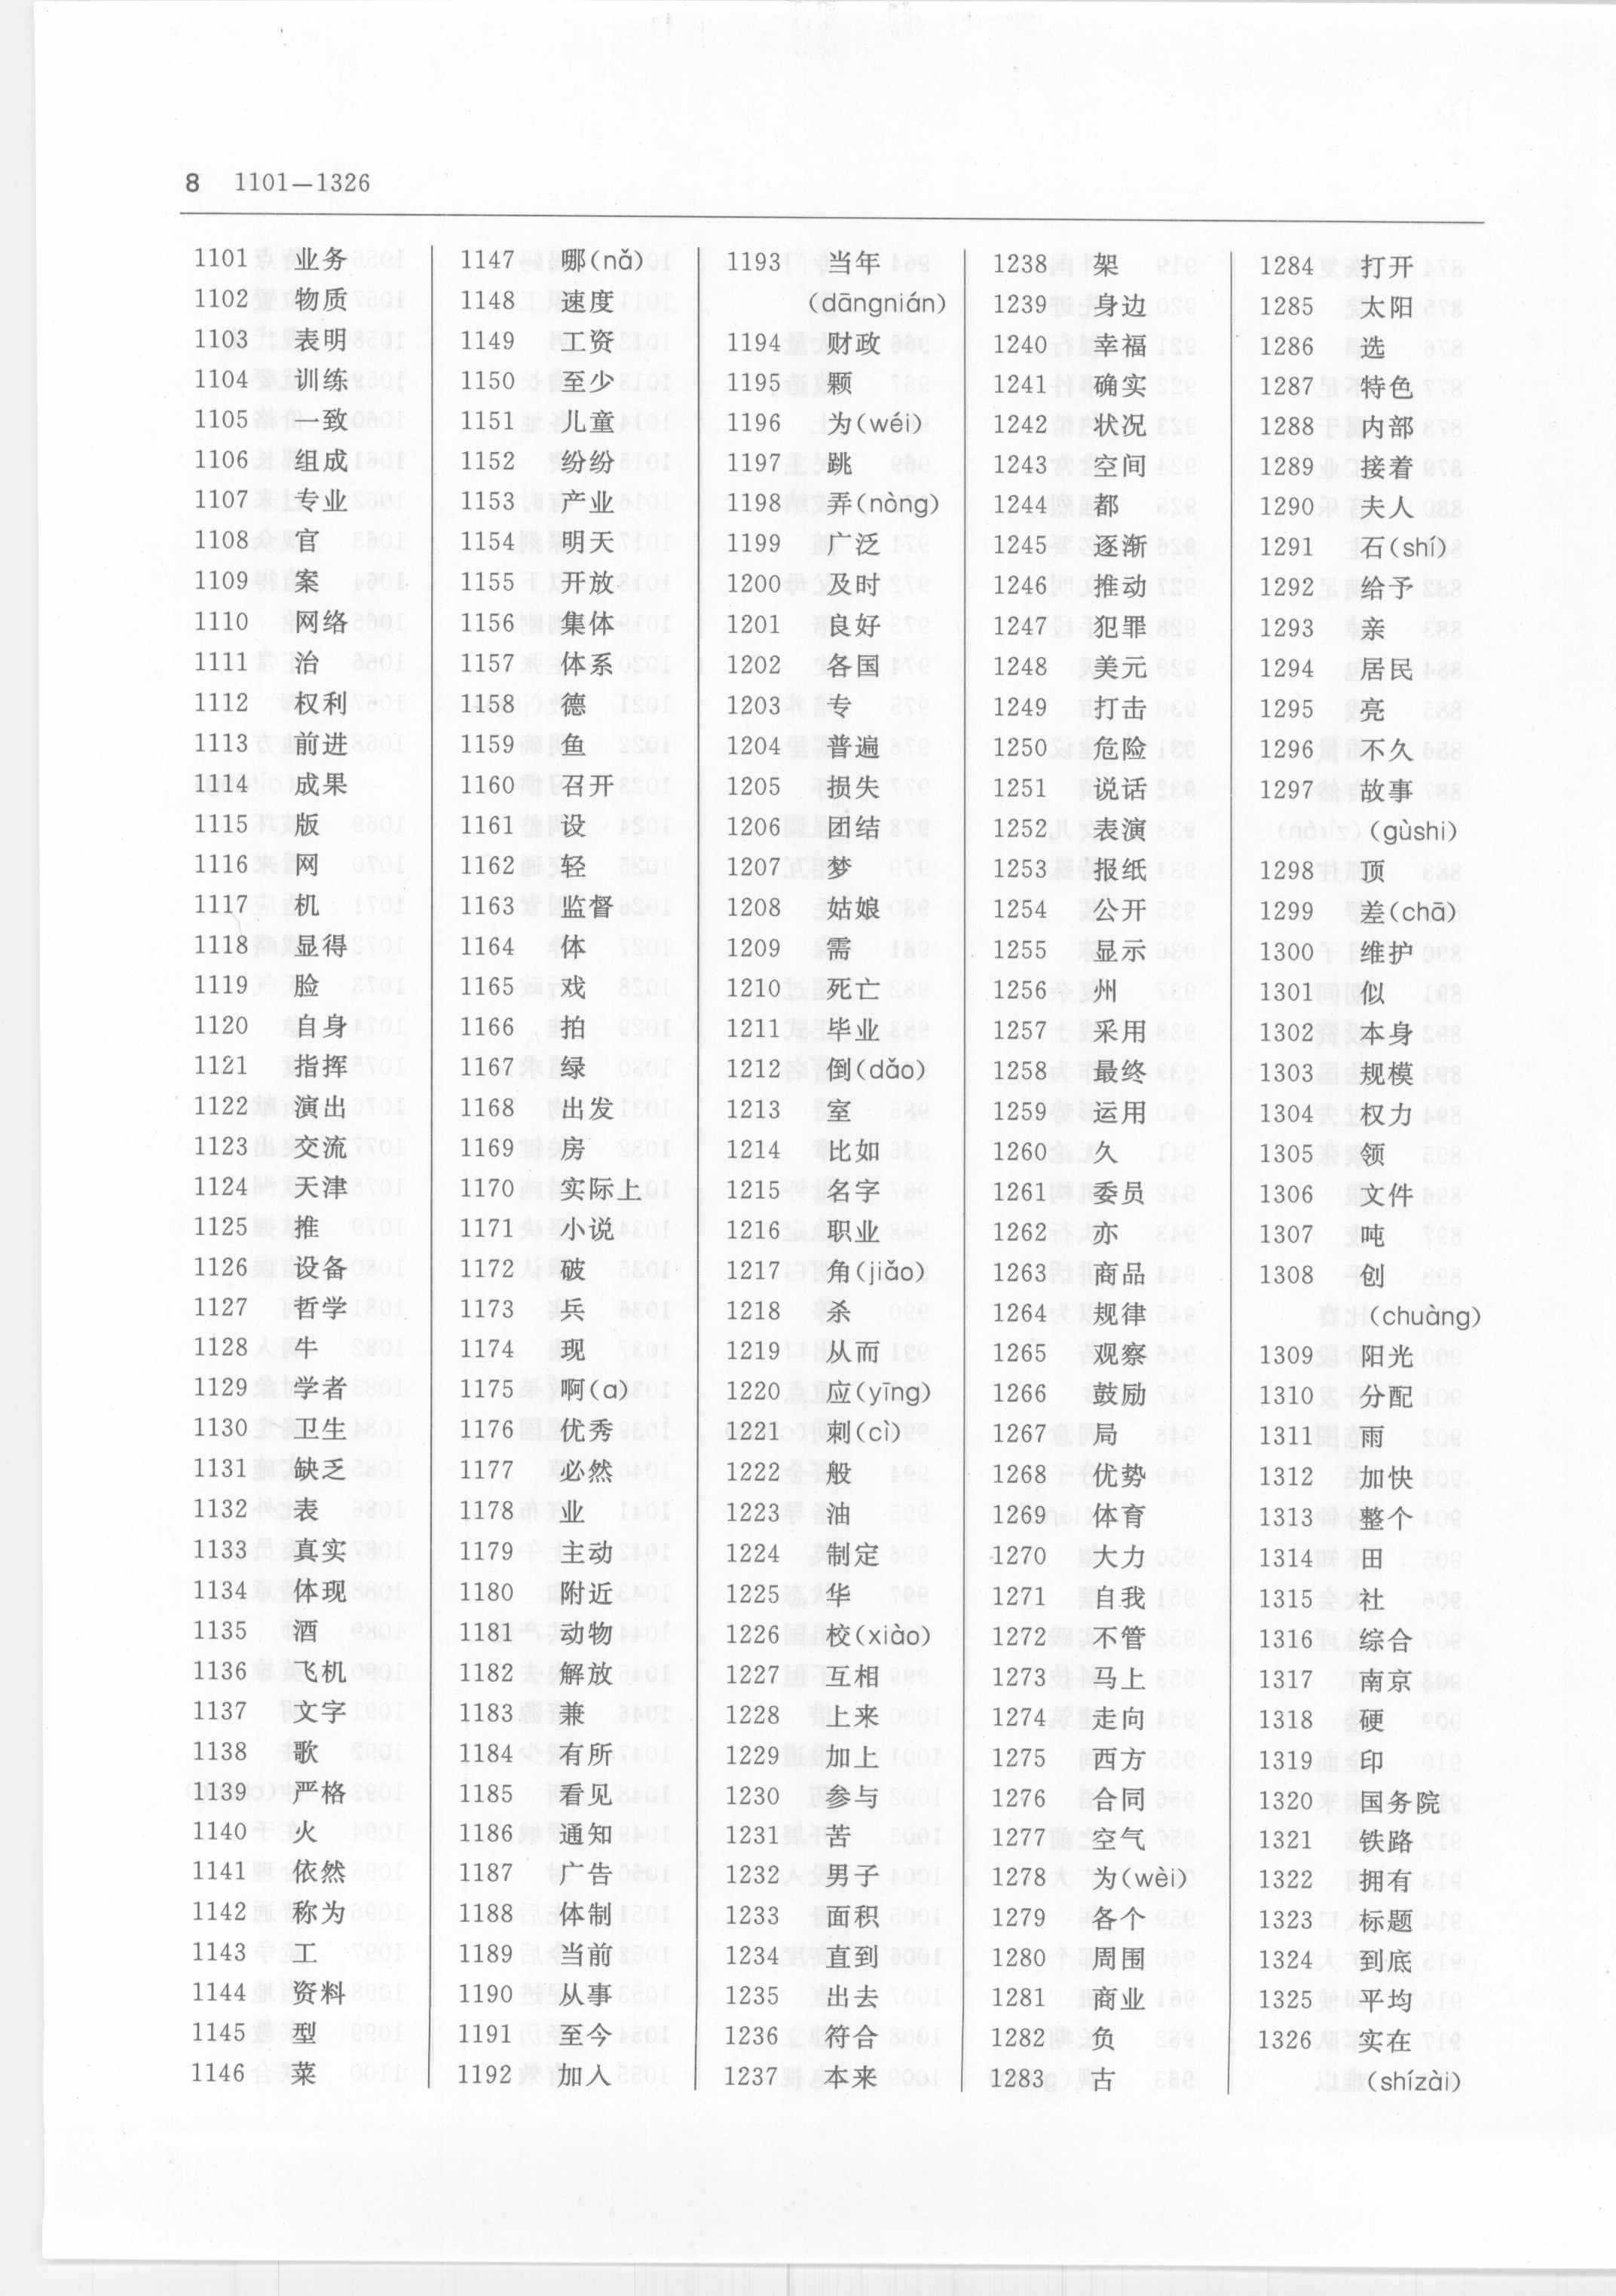 8 1101—1326
1101 业务
1102 物质
1103 表明
1104 训练
1105 一致
1106 组成
1107 专业
1108 官
1109 案
1110 网络
1111 治
1112 权利
1113 前进
1114 成果
1115 版
1116 网
1117 机
1118 显得
1119 脸
1120 自身
1121 指挥
1122 演出
1123 交流
1124 天津
1125 推
1126 设备
1127 哲学
1128 牛
1129 学者
1130 卫生
1131 缺乏
1132 表
1133 真实
1134 体现
1135 酒
1136 飞机
1137 文字
1138 歌
1139 严格
1140 火
1141 依然
1142 称为
1143 工
1144 资料
1145 型
1146 菜
1147 哪(nǎ)
1148 速度
1149 工资
1150 至少
1151 儿童
1152 纷纷
1153 产业
1154 明天
1155 开放
1156 集体
1157 体系
1158 德
1159 鱼
1160 召开
1161 设
1162 轻
1163 监督
1164 体
1165 戏
1166 拍
1167 绿
1168 出发
1169 房
1170 实际上
1171 小说
1172 破
1173 兵
1174 现
1175 啊(a)
1176 优秀
1177 必然
1178 业
1179 主动
1180 附近
1181 动物
1182 解放
1183 兼
1184 有所
1185 看见
1186 通知
1187 广告
1188 体制
1189 当前
1190 从事
1191 至今
1192 加入
1193 当年
(dāngnián)
1194 财政
1195 颗
1196 为(wéi)
1197 跳
1198 弄(nòng)
1199 广泛
1200 及时
1201 良好
1202 各国
1203 专
1204 普遍
1205 损失
1206 团结
1207 梦
1208 姑娘
1209 需
1210 死亡
1211 毕业
1212 倒(dǎo)
1213 室
1214 比如
1215 名字
1216 职业
1217 角(jiǎo)
1218 杀
1219 从而
1220 应(yīng)
1221 刺(cì)
1222 般
1223 油
1224 制定
1225 华
1226 校(xiào)
1227 互相
1228 上来
1229 加上
1230 参与
1231 苦
1232 男子
1233 面积
1234 直到
1235 出去
1236 符合
1237 本来
1238 架
1239 身边
1240 幸福
1241 确实
1242 状况
1243 空间
1244 都
1245 逐渐
1246 推动
1247 犯罪
1248 美元
1249 打击
1250 危险
1251 说话
1252 表演
1253 报纸
1254 公开
1255 显示
1256 州
1257 采用
1258 最终
1259 运用
1260 久
1261 委员
1262 亦
1263 商品
1264 规律
1265 观察
1266 鼓励
1267 局
1268 优势
1269 体育
1270 大力
1271 自我
1272 不管
1273 马上
1274 走向
1275 西方
1276 合同
1277 空气
1278 为(wèi)
1279 各个
1280 周围
1281 商业
1282 负
1283 古
1284 打开
1285 太阳
1286 选
1287 特色
1288 内部
1289 接着
1290 夫人
1291 石(shí)
1292 给予
1293 亲
1294 居民
1295 亮
1296 不久
1297 故事
(gùshi)
1298 顶
1299 差(chā)
1300 维护
1301 似
1302 本身
1303 规模
1304 权力
1305 领
1306 文件
1307 吨
1308 创
(chuàng)
1309 阳光
1310 分配
1311 雨
1312 加快
1313 整个
1314 田
1315 社
1316 综合
1317 南京
1318 硬
1319 印
1320 国务院
1321 铁路
1322 拥有
1323 标题
1324 到底
1325 平均
1326 实在
(shízài)